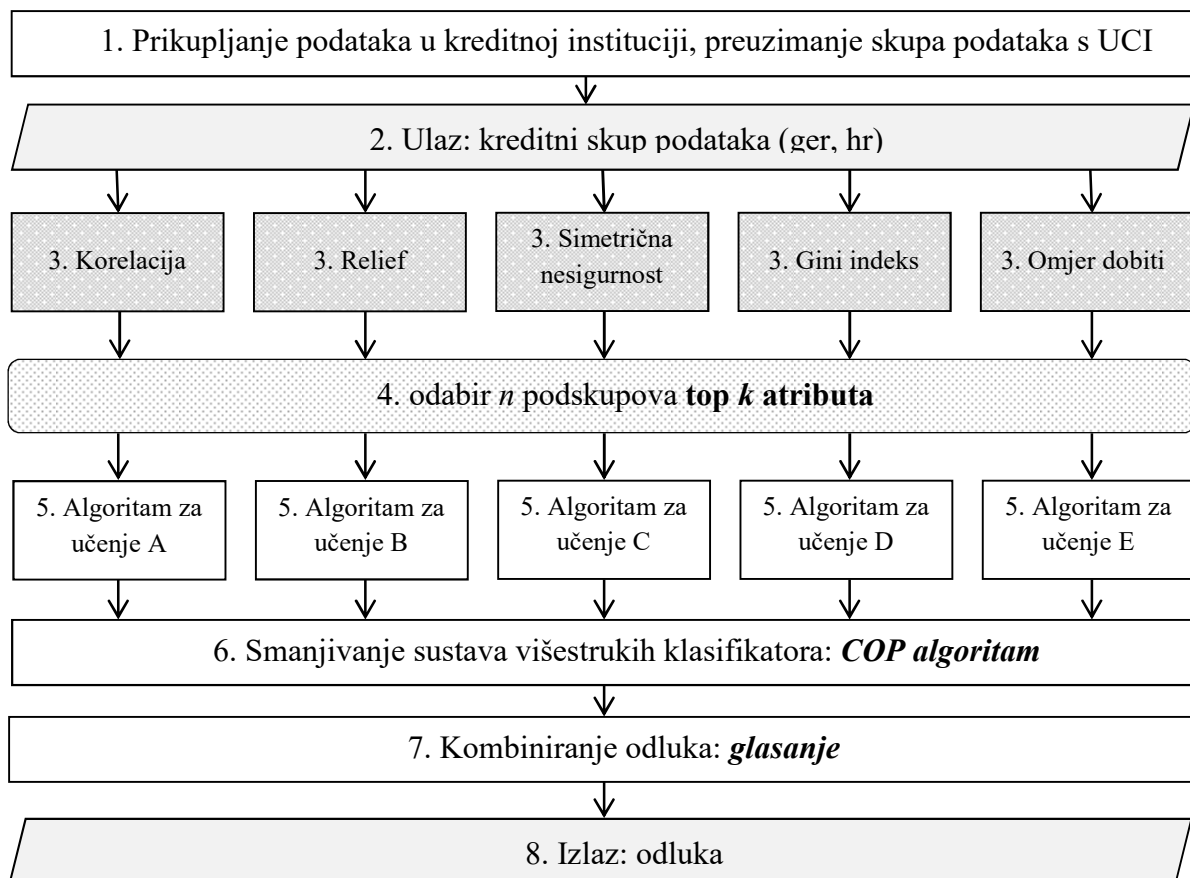 1. Prikupljanje podataka u kreditnoj instituciji, preuzimanje skupa podataka s UCI
2. Ulaz: kreditni skup podataka (ger, hr)
3. Korelacija
3. Relief
3. Simetrična
nesigurnost
3. Gini indeks
3. Omjer dobiti
4. odabir n podskupova top k atributa
5. Algoritam za
učenje A
5. Algoritam za
učenje B
5. Algoritam za
učenje C
5. Algoritam za
učenje D
5. Algoritam za
učenje E
6. Smanjivanje sustava višestrukih klasifikatora: COP algoritam
7. Kombiniranje odluka: glasanje
8. Izlaz: odluka